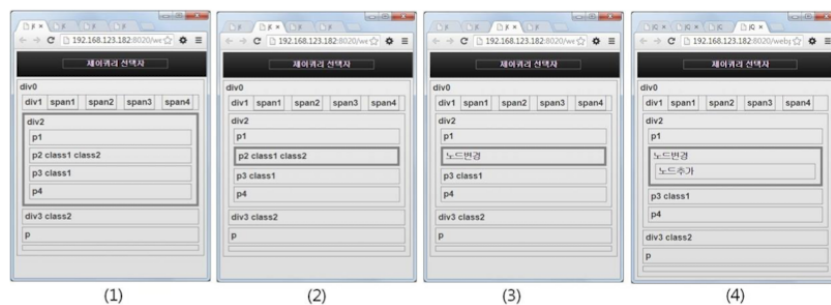 192.168.123.182:8020/we
제이쿼리 선택자
div0
div1 span1 span2 span3 span4
div2
p1
p2 class1 class2
p3 class1
p4
div3 class2
p
(1)
192.168.123.182:8020/we
제이쿼리 선택자
div0
div1 span1 span2 span3 span4
div2
p1
p2 class1 class2
p3 class1
p4
div3 class2
p
(2)
192.168.123.182:8020/we
제이쿼리 선택자
div0
div1 span1 span2 span3 span4
div2
p1
노드변경
p3 class1
p4
div3 class2
p
(3)
192.168.123.182:8020/web
제이쿼리 선택자
div0
div1 span1 span2 span3 span4
div2
p1
노드변경
노드추가
p3 class1
p4
div3 class2
p
(4)